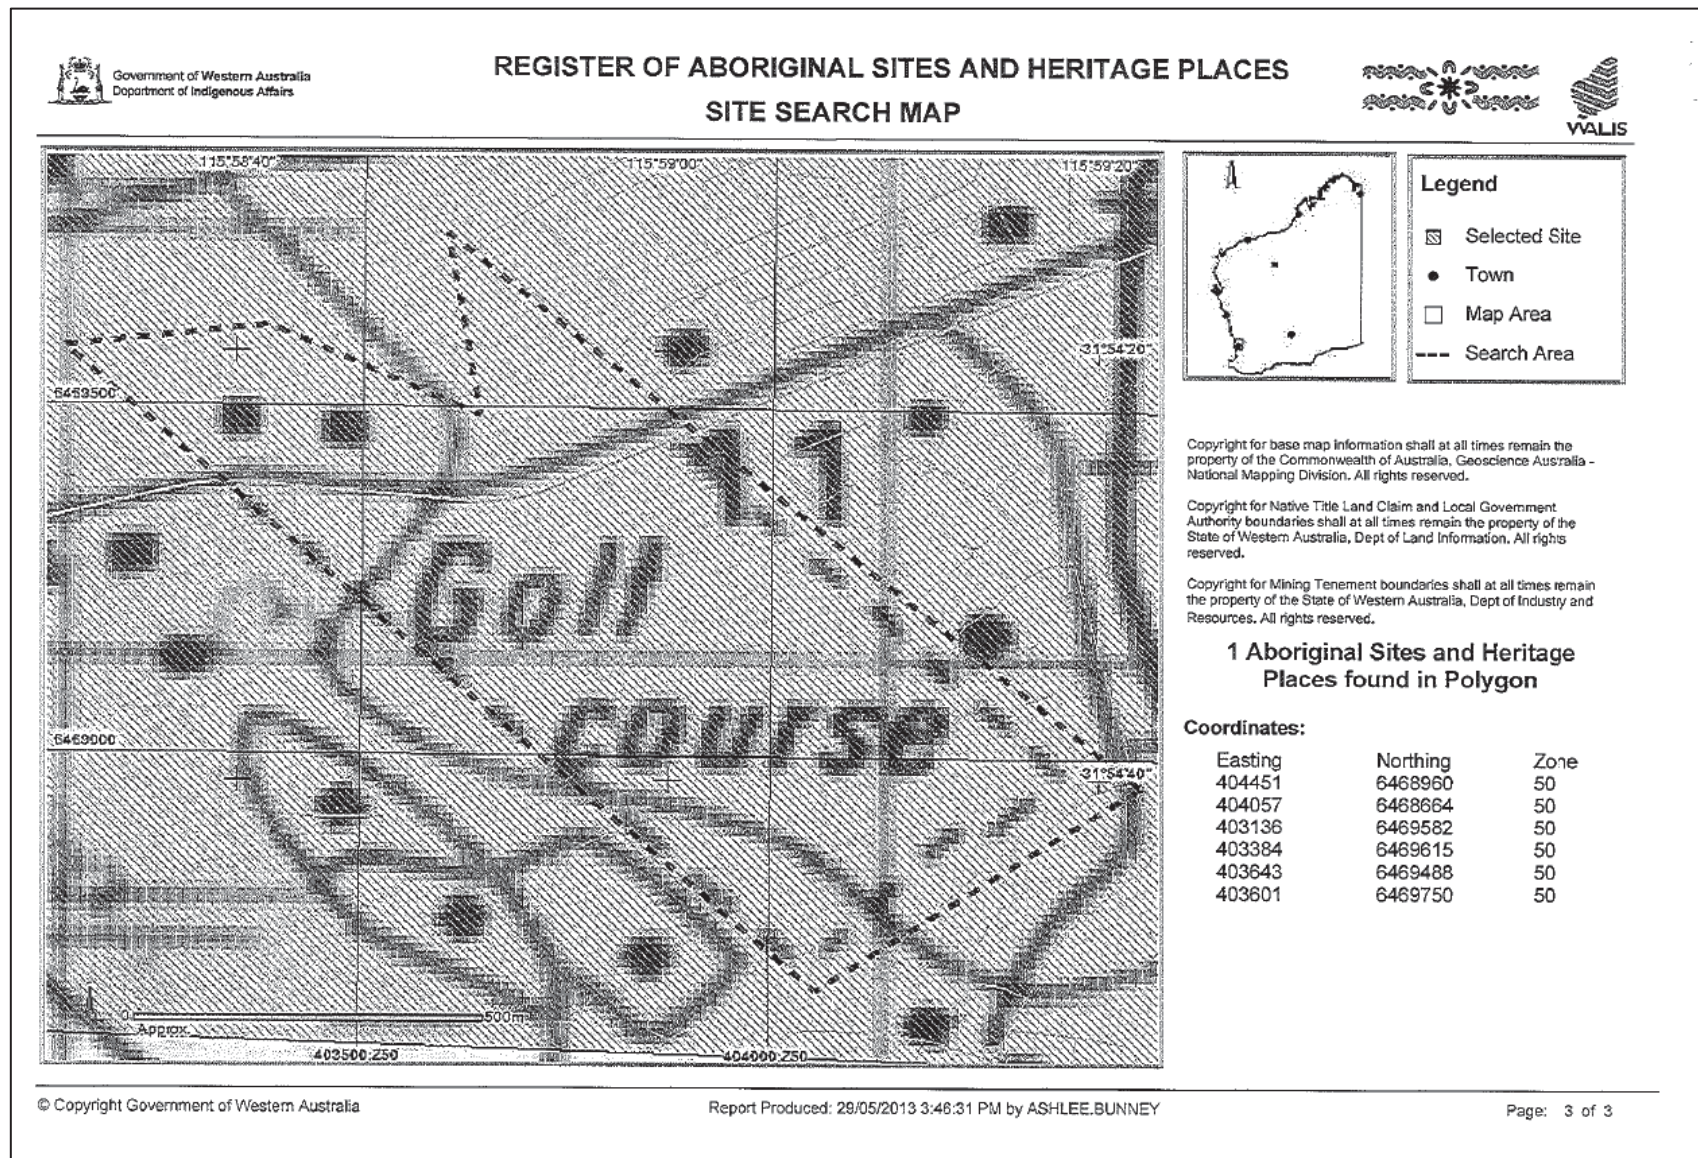 Government of Western Australia
Department of Indigenous Affairs
REGISTER OF ABORIGINAL SITES AND HERITAGE PLACES
SITE SEARCH MAP
WALIS
115°58'40"
115°59'00"
115°59'20"
31°54'20"
6469500
11
Golf
course
6469000
31°54'40"
0
500m
Approx.
403500:Z50
404000:Z50
Legend
Selected Site
Town
Map Area
Search Area
Copyright for base map information shall at all times remain the
property of the Commonwealth of Australia, Geoscience Australia -
National Mapping Division. All rights reserved.
Copyright for Native Title Land Claim and Local Government
Authority boundaries shall at all times remain the property of the
State of Western Australia, Dept of Land Information. All rights
reserved.
Copyright for Mining Tenement boundaries shall at all times remain
the property of the State of Western Australia, Dept of Industry and
Resources. All rights reserved.
1 Aboriginal Sites and Heritage
Places found in Polygon
Coordinates:
Easting Northing Zone
404451 6468960 50
404057 6468664 50
403136 6469582 50
403384 6469615 50
403643 6469488 50
403601 6469750 50
© Copyright Government of Western Australia
Report Produced: 29/05/2013 3:46:31 PM by ASHLEE.BUNNEY
Page: 3 of 3